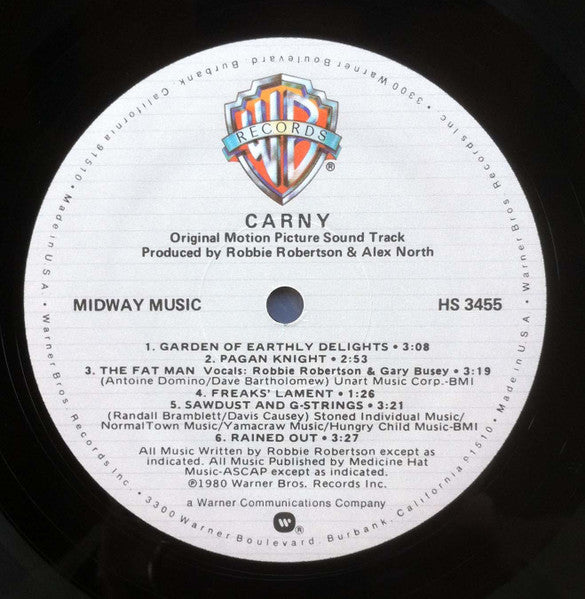 WB
RECORDS
®
CARNY
Original Motion Picture Sound Track
Produced by Robbie Robertson & Alex North
MIDWAY MUSIC
HS 3455
1. GARDEN OF EARTHLY DELIGHTS • 3:08
2. PAGAN KNIGHT • 2:53
3. THE FAT MAN Vocals: Robbie Robertson & Gary Busey • 3:19
(Antoine Domino/Dave Bartholomew) Unart Music Corp.-BMI
4. FREAKS' LAMENT • 1:26
5. SAWDUST AND G-STRINGS • 3:21
(Randall Bramblett/Davis Causey) Stoned Individual Music/
NormalTown Music/Yamacraw Music/Hungry Child Music-BMI
6. RAINED OUT • 3:27
All Music Written by Robbie Robertson except as
indicated. All Music Published by Medicine Hat
Music-ASCAP except as indicated.
℗1980 Warner Bros. Records Inc.
a Warner Communications Company
W®
Warner Bros. Records Inc. • 3300 Warner Boulevard, Burbank, California 91510 • Made in U.S.A. •
Warner Bros. Records Inc. • 3300 Warner Boulevard, Burbank, California 91510 • Made in U.S.A. •